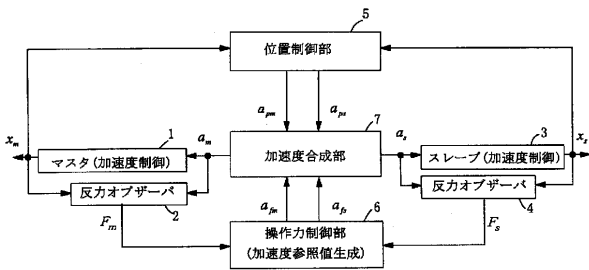 5
位置制御部
a_pm
a_ps
7
x_m
1
a_m
a_s
3
x_s
マスタ(加速度制御)
加速度合成部
スレーブ(加速度制御)
反力オブザーバ
反力オブザーバ
2
4
a_fm
a_fs
6
F_m
F_s
操作力制御部
(加速度参照値生成)